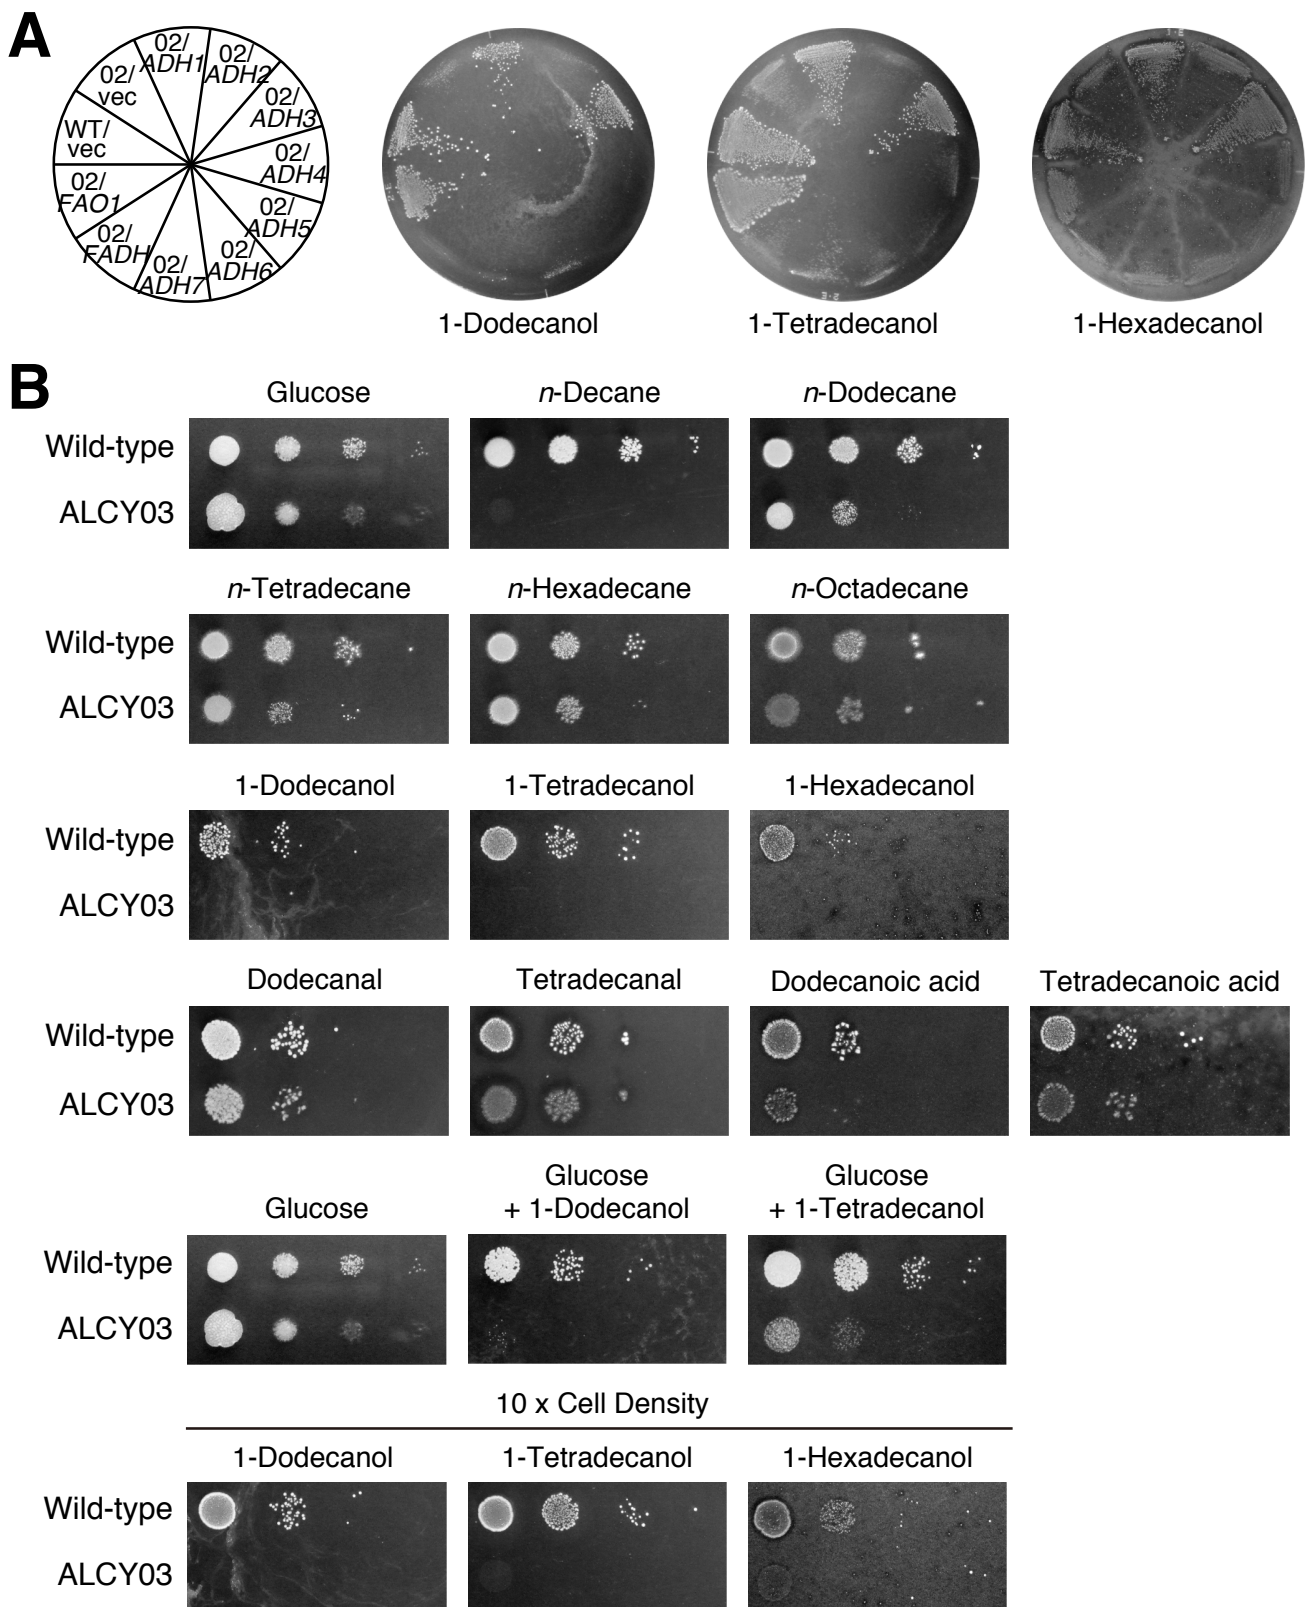 A
02/
vec
02/
ADH1
02/
ADH2
02/
ADH3
02/
ADH4
02/
ADH5
02/
ADH6
02/
ADH7
02/
FADH
02/
FAO1
WT/
vec
1-Dodecanol
1-Tetradecanol
1-Hexadecanol
B
Glucose
n-Decane
n-Dodecane
Wild-type
ALCY03
n-Tetradecane
n-Hexadecane
n-Octadecane
Wild-type
ALCY03
1-Dodecanol
1-Tetradecanol
1-Hexadecanol
Wild-type
ALCY03
Dodecanal
Tetradecanal
Dodecanoic acid
Tetradecanoic acid
Wild-type
ALCY03
Glucose
Glucose
+ 1-Dodecanol
Glucose
+ 1-Tetradecanol
Wild-type
ALCY03
10 x Cell Density
1-Dodecanol
1-Tetradecanol
1-Hexadecanol
Wild-type
ALCY03